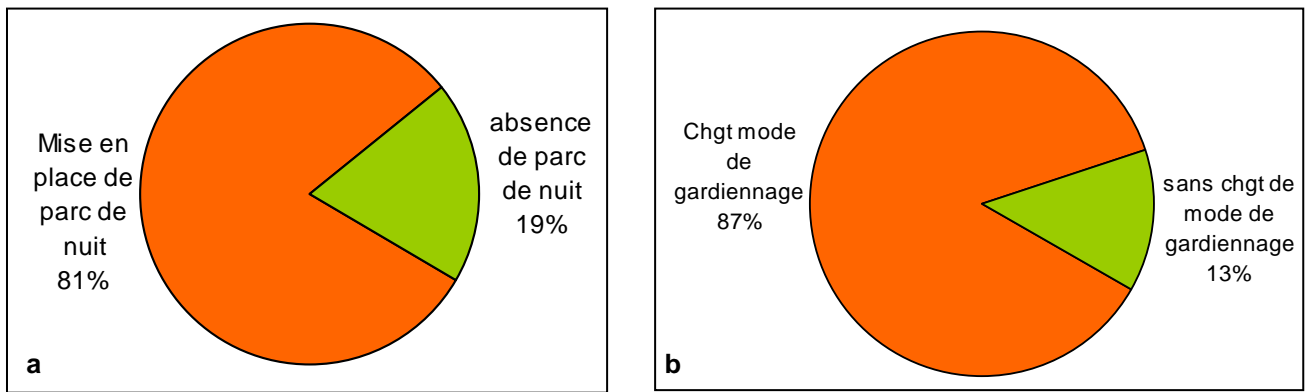 Mise en
place de
parc de
nuit
81%
absence
de parc
de nuit
19%
a
Chgt mode
de
gardiennage
87%
sans chgt de
mode de
gardiennage
13%
b